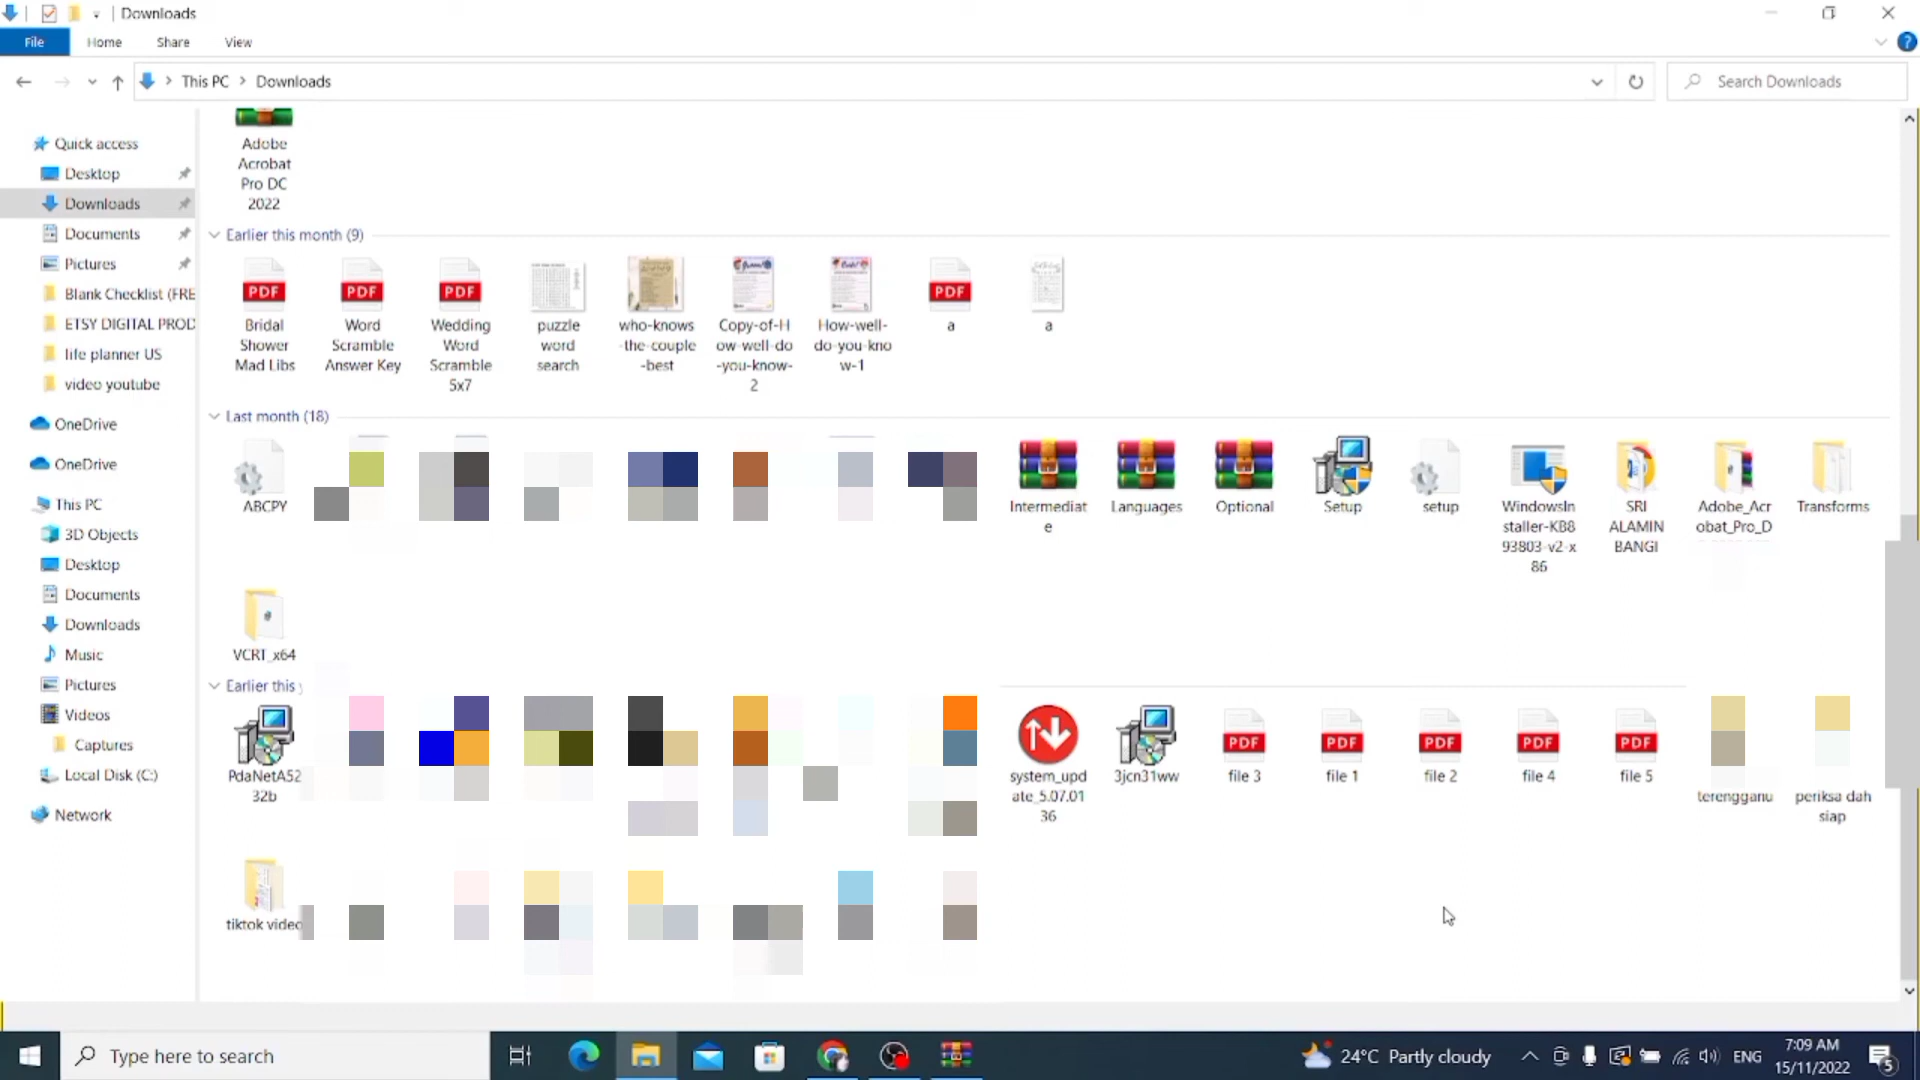 Downloads
File Home Share View
This PC Downloads
Search Downloads
Quick access
Desktop
Downloads
Documents
Pictures
Blank Checklist (FRE
ETSY DIGITAL PROD
life planner US
video youtube
OneDrive
OneDrive
This PC
3D Objects
Desktop
Documents
Downloads
Music
Pictures
Videos
Captures
Local Disk (C:)
Network
Adobe
Acrobat
Pro DC
2022
Earlier this month (9)
Bridal
Shower
Mad Libs
Word
Scramble
Answer Key
Wedding
Word
Scramble
5x7
puzzle
word
search
who-knows
-the-couple
-best
Copy-of-H
ow-well-do
-you-know-
2
How-well-
do-you-kno
w-1
a
a
PDF
PDF
PDF
PDF
Last month (18)
ABCPY
Intermediat
e
Languages
Optional
Setup
setup
WindowsIn
staller-KB8
93803-v2-x
86
SRI
ALAMIN
BANGI
Adobe_Acr
obat_Pro_D
Transforms
VCRT_x64
Earlier this
PdaNetA52
32b
system_upd
ate_5.07.01
36
3jcn31ww
PDF
file 3
PDF
file 1
PDF
file 2
PDF
file 4
PDF
file 5
terengganu
periksa dah
siap
tiktok video
Type here to search
24°C Partly cloudy
ENG
7:09 AM
15/11/2022
5